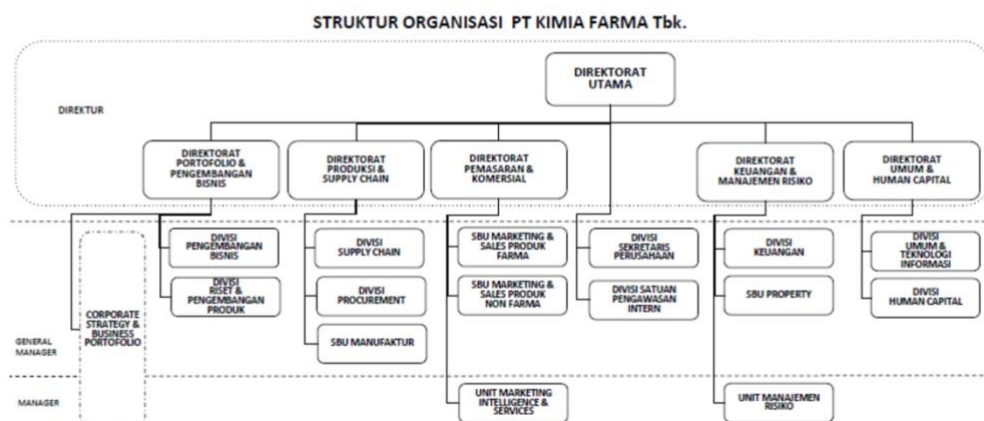 STRUKTUR ORGANISASI PT KIMIA FARMA Tbk.
DIREKTORAT
UTAMA
DIREKTUR
DIREKTORAT
PORTOFOLIO &
PENGEMBANGAN
BISNIS
DIREKTORAT
PRODUKSI &
SUPPLY CHAIN
DIREKTORAT
PEMASARAN &
KOMERSIAL
DIREKTORAT
KEUANGAN &
MANAJEMEN RISIKO
DIREKTORAT
UMUM &
HUMAN CAPITAL
DIVISI
PENGEMBANGAN
BISNIS
DIVISI
SUPPLY CHAIN
SBU MARKETING &
SALES PRODUK
FARMA
DIVISI
SEKRETARIS
PERUSAHAAN
DIVISI
KEUANGAN
DIVISI
UMUM &
TEKNOLOGI
INFORMASI
DIVISI
RISET &
PENGEMBANGAN
PRODUK
DIVISI
PROCUREMENT
SBU MARKETING &
SALES PRODUK
NON FARMA
DIVISI SATUAN
PENGAWASAN
INTERN
SBU PROPERTY
DIVISI
HUMAN CAPITAL
CORPORATE
STRATEGY &
BUSINESS
PORTOFOLIO
SBU MANUFAKTUR
GENERAL
MANAGER
MANAGER
UNIT MARKETING
INTELLIGENCE &
SERVICES
UNIT MANAJEMEN
RISIKO